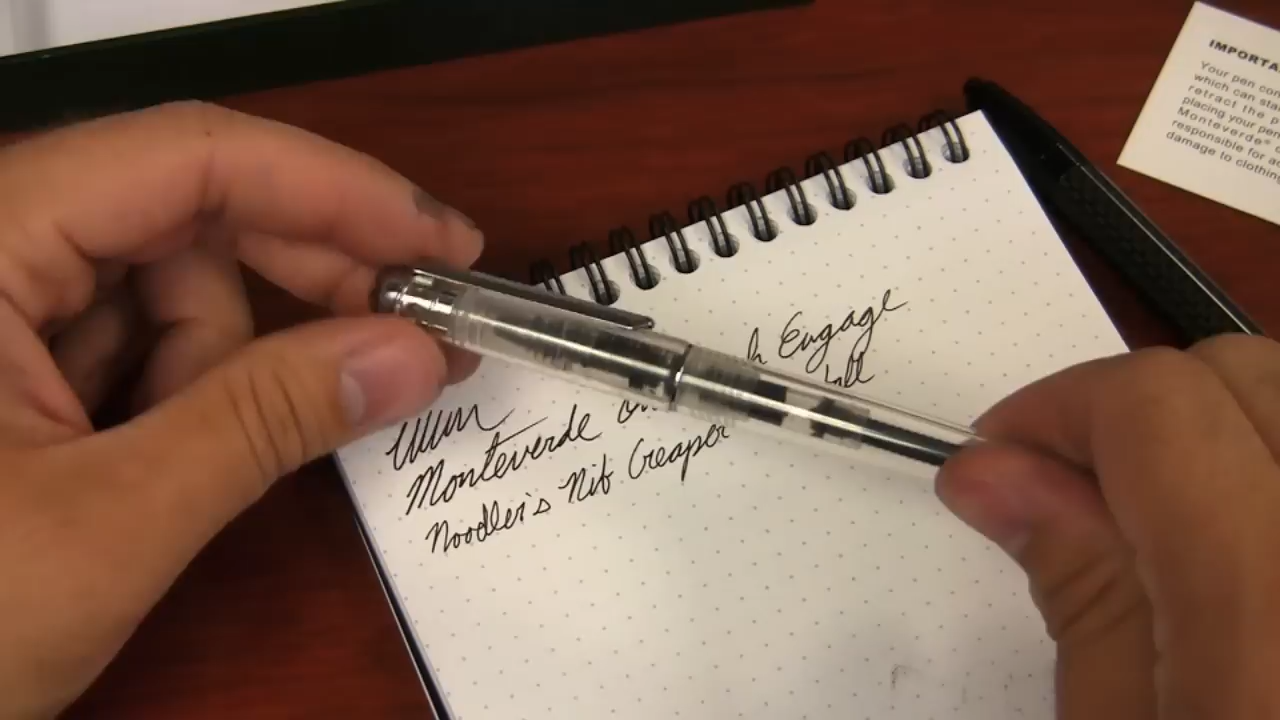 Engage
Monteverde
Noodler's Nib Creaper
IMPORTA
Your pen con
which can sta
retract the p
placing your pen
Monteverde®
responsible for ac
damage to clothing